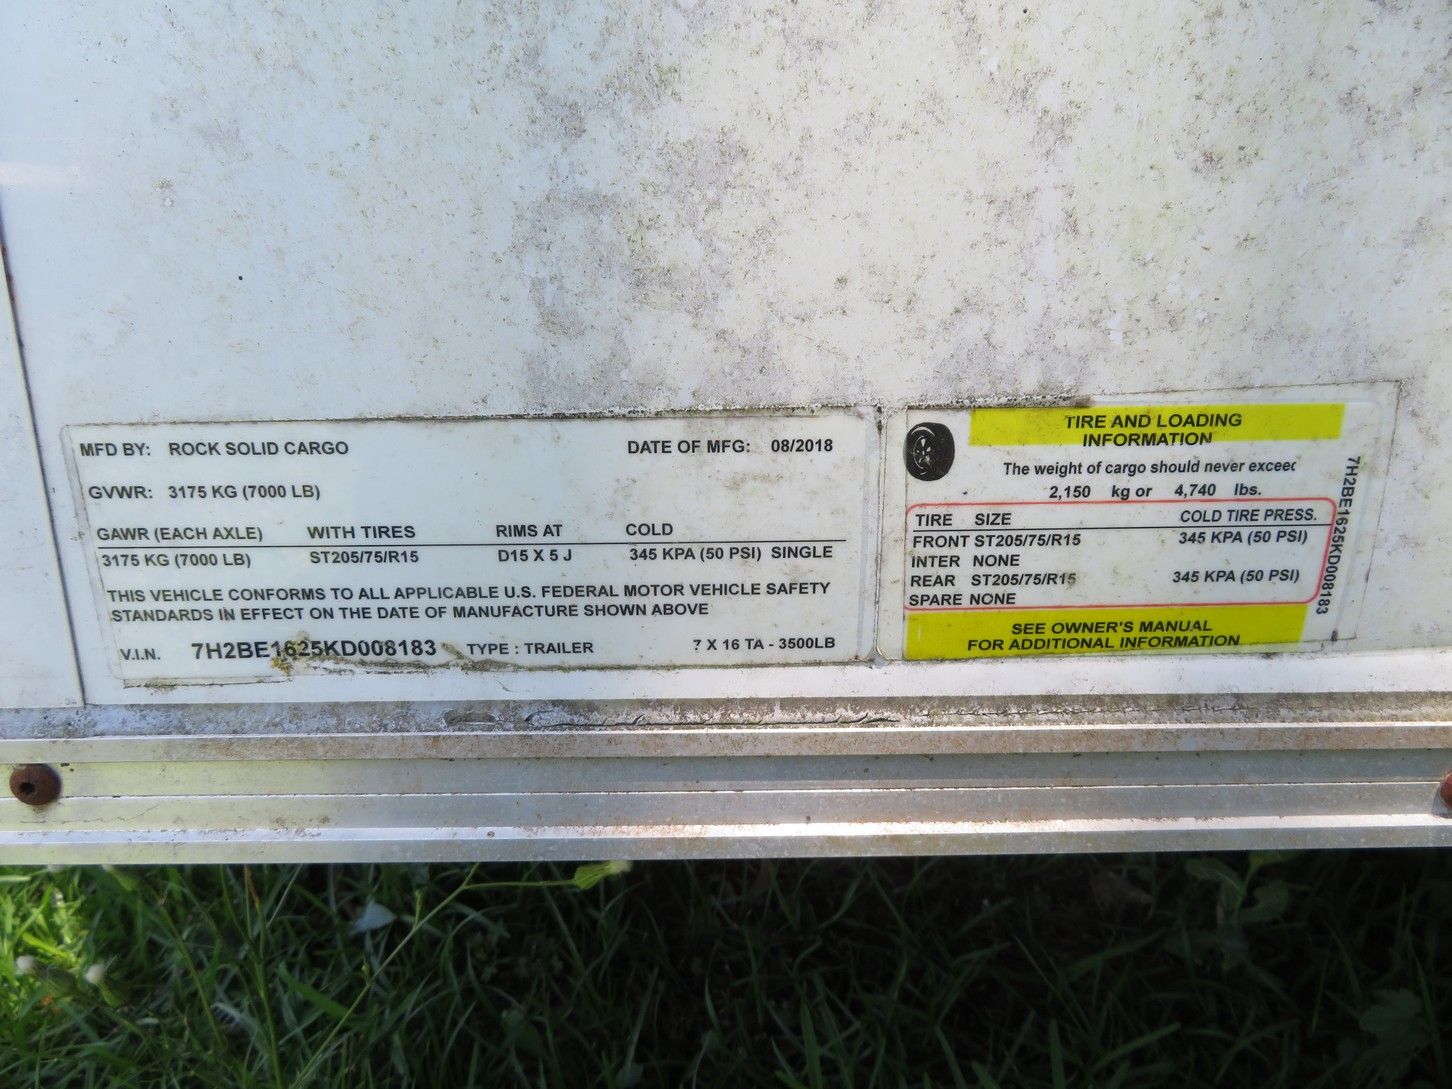 MFD BY: ROCK SOLID CARGO DATE OF MFG: 08/2018
GVWR: 3175 KG (7000 LB)
GAWR (EACH AXLE) WITH TIRES RIMS AT COLD
3175 KG (7000 LB) ST205/75/R15 D15 X 5 J 345 KPA (50 PSI) SINGLE
THIS VEHICLE CONFORMS TO ALL APPLICABLE U.S. FEDERAL MOTOR VEHICLE SAFETY
STANDARDS IN EFFECT ON THE DATE OF MANUFACTURE SHOWN ABOVE
V.I.N. 7H2BE1625KD008183 TYPE : TRAILER 7 X 16 TA - 3500LB
TIRE AND LOADING
INFORMATION
The weight of cargo should never exceed
2,150 kg or 4,740 lbs.
TIRE SIZE COLD TIRE PRESS.
FRONT ST205/75/R15 345 KPA (50 PSI)
INTER NONE
REAR ST205/75/R15 345 KPA (50 PSI)
SPARE NONE
SEE OWNER'S MANUAL
FOR ADDITIONAL INFORMATION
7H2BE1625KD008183